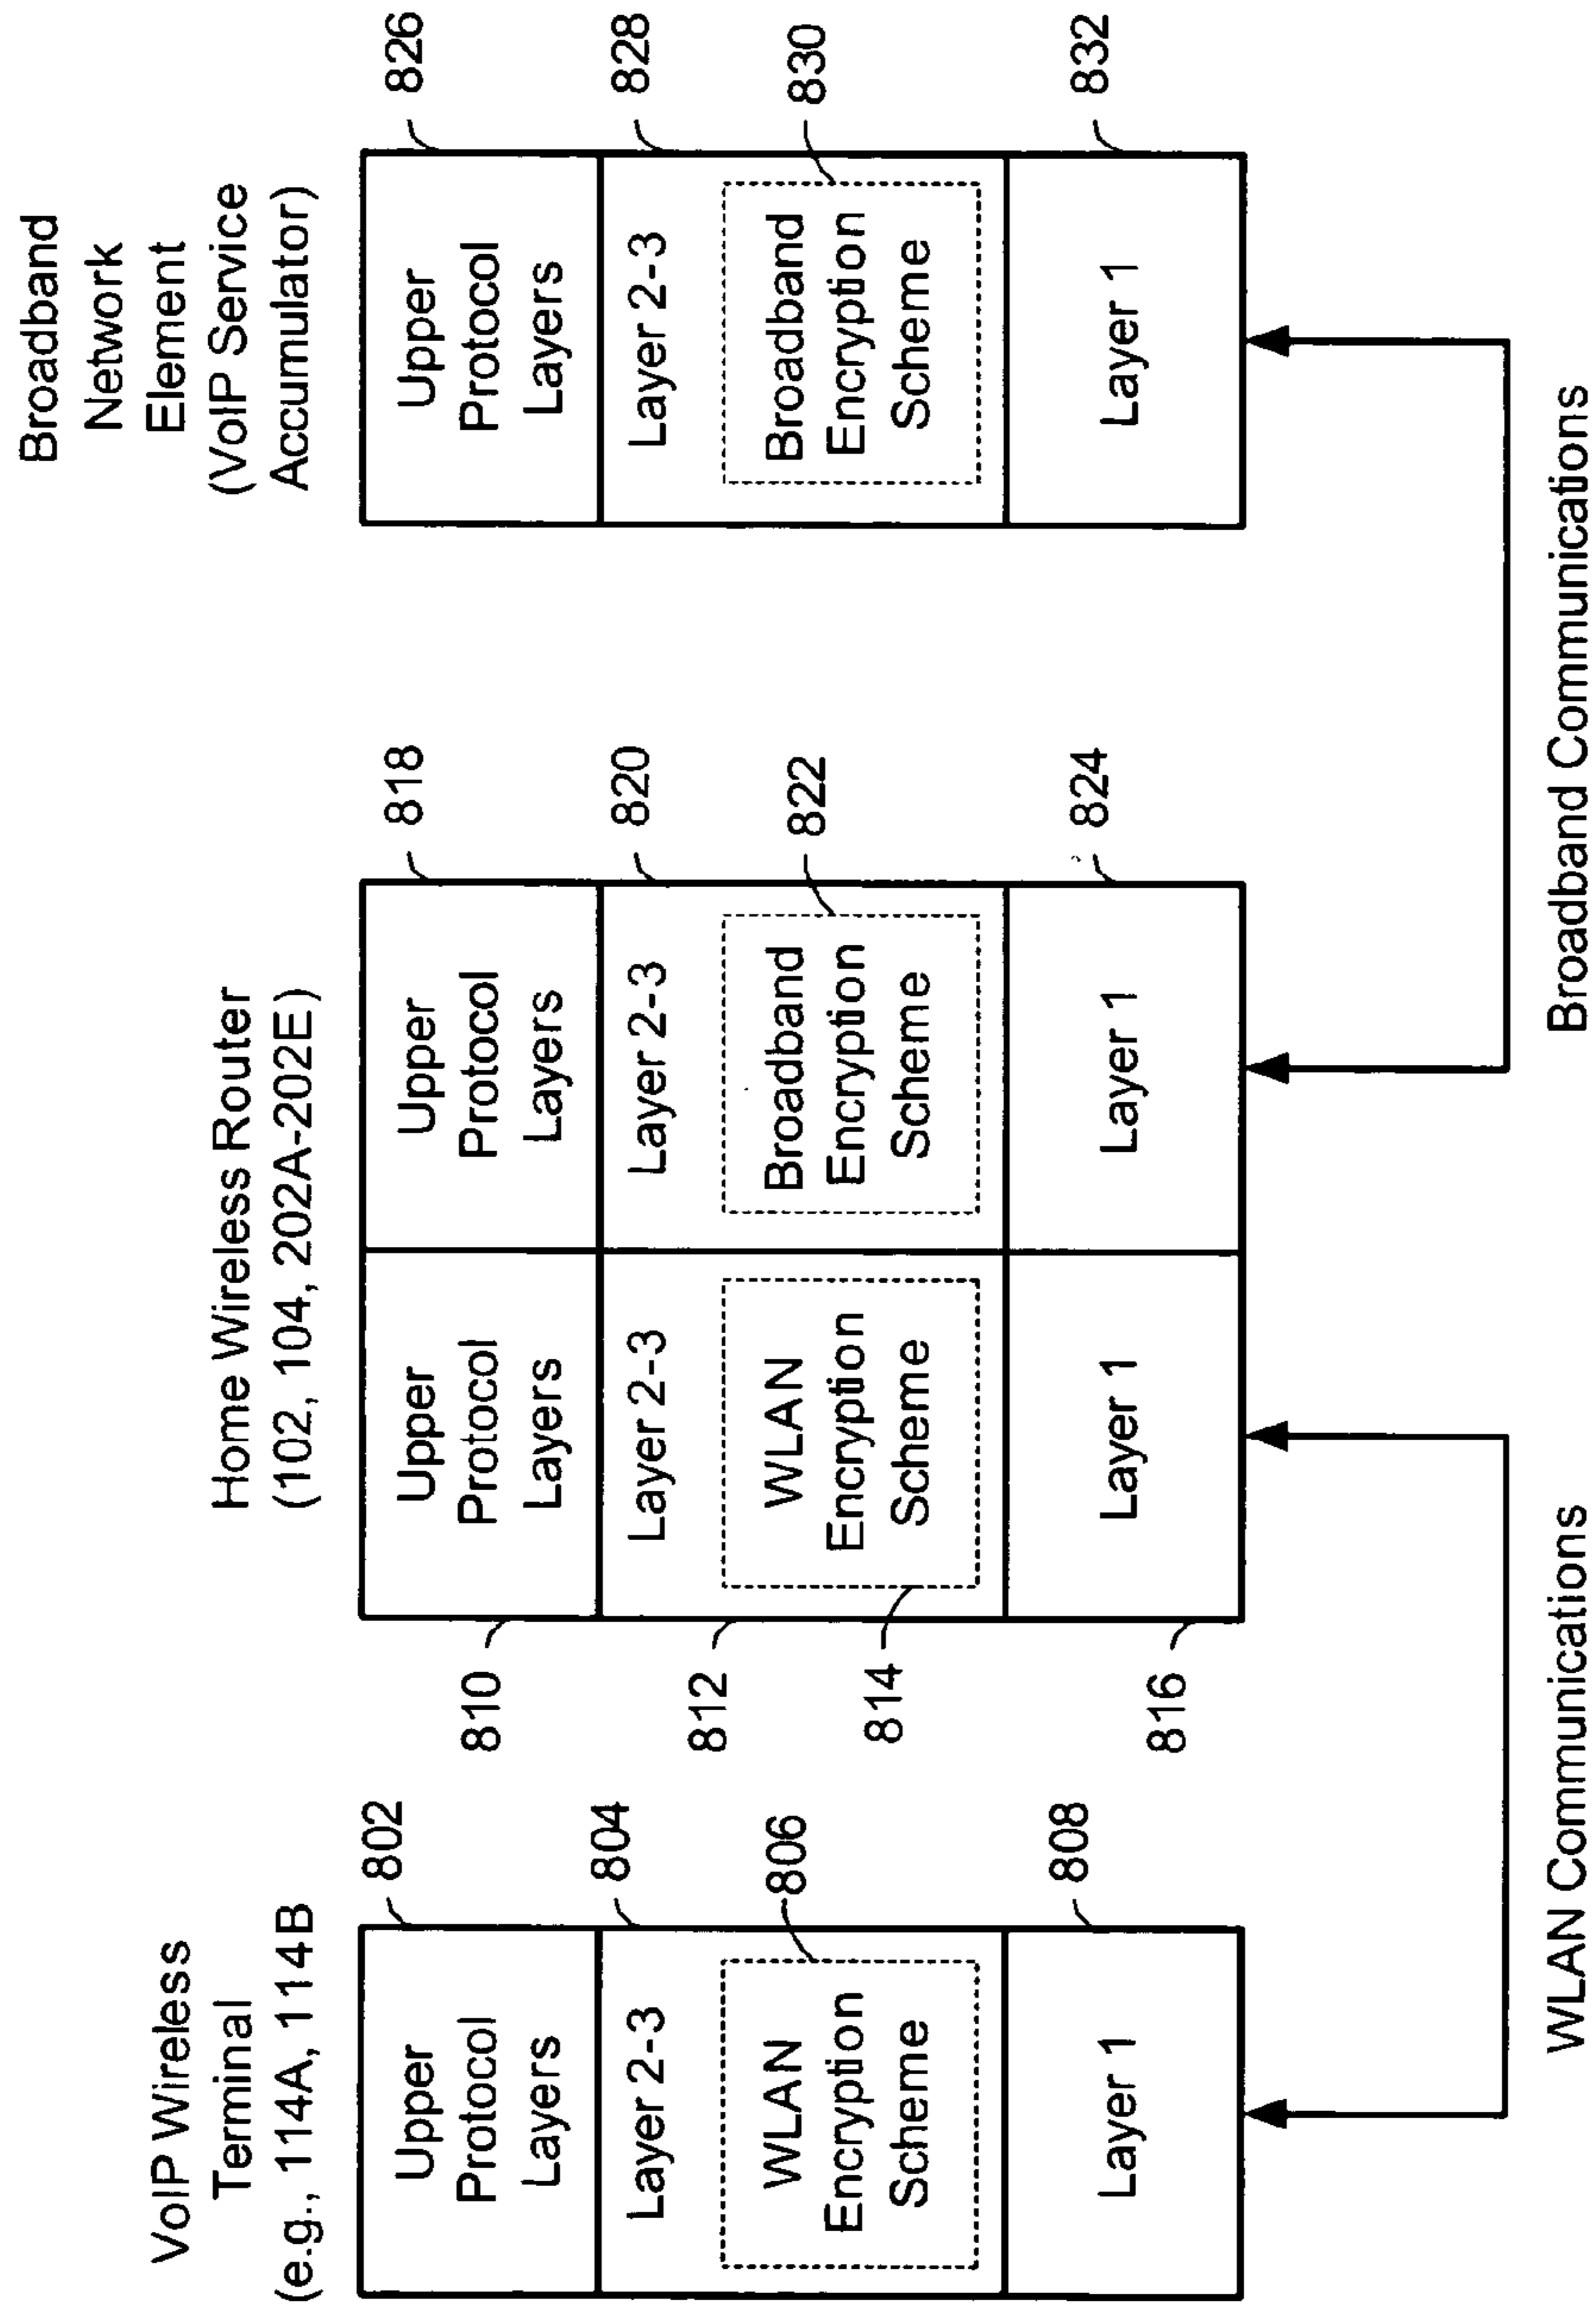 VoIP Wireless
Terminal
(e.g., 114A, 114B
802
Upper
Protocol
Layers
804
Layer 2-3
806
WLAN
Encryption
Scheme
808
Layer 1
Home Wireless Router
(102, 104, 202A-202E)
810
Upper
Protocol
Layers
812
Layer 2-3
814
WLAN
Encryption
Scheme
816
Layer 1
818
Upper
Protocol
Layers
820
Layer 2-3
822
Broadband
Encryption
Scheme
824
Layer 1
Broadband
Network
Element
(VoIP Service
Accumulator)
826
Upper
Protocol
Layers
828
Layer 2-3
830
Broadband
Encryption
Scheme
832
Layer 1
WLAN Communications
Broadband Communications